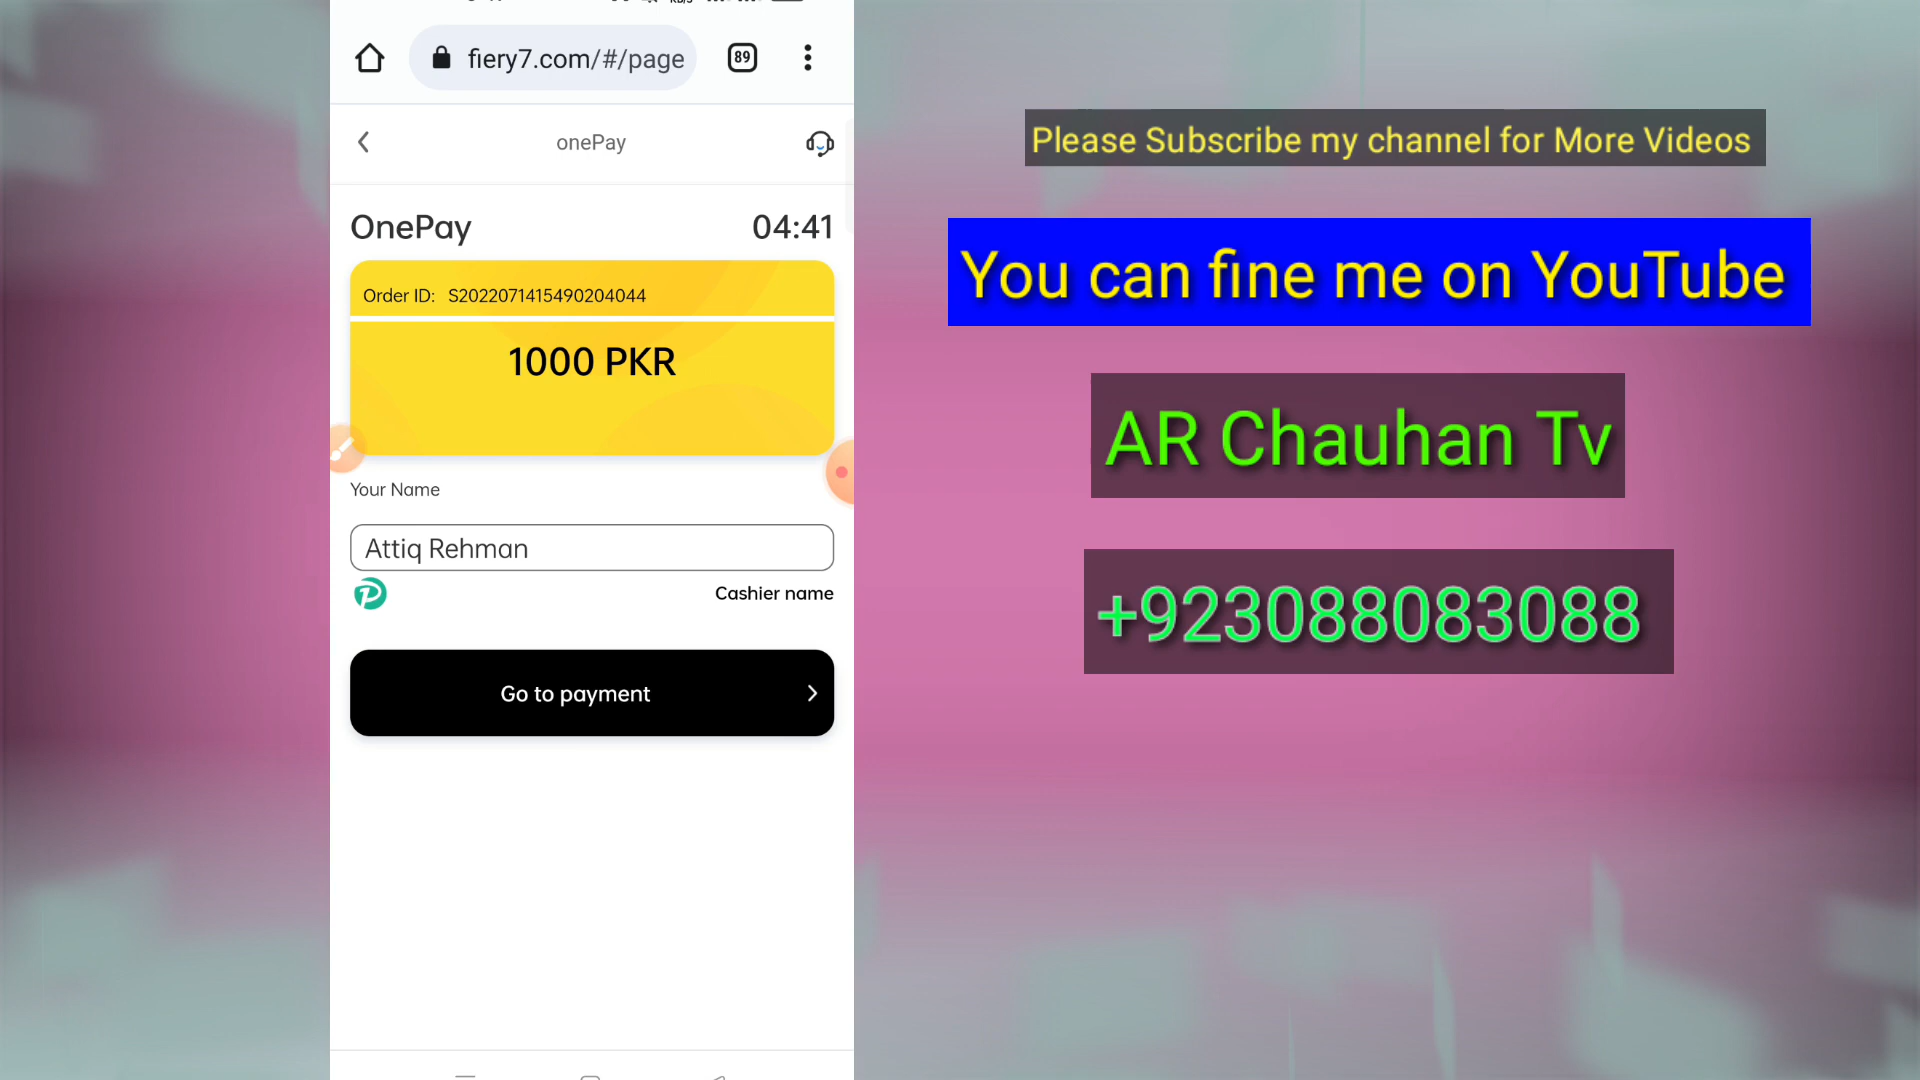 fiery7.com/#/page
89
onePay
OnePay
04:41
Order ID: S2022071415490204044
1000 PKR
Your Name
Attiq Rehman
Cashier name
Go to payment
Please Subscribe my channel for More Videos
You can fine me on YouTube
AR Chauhan Tv
+923088083088